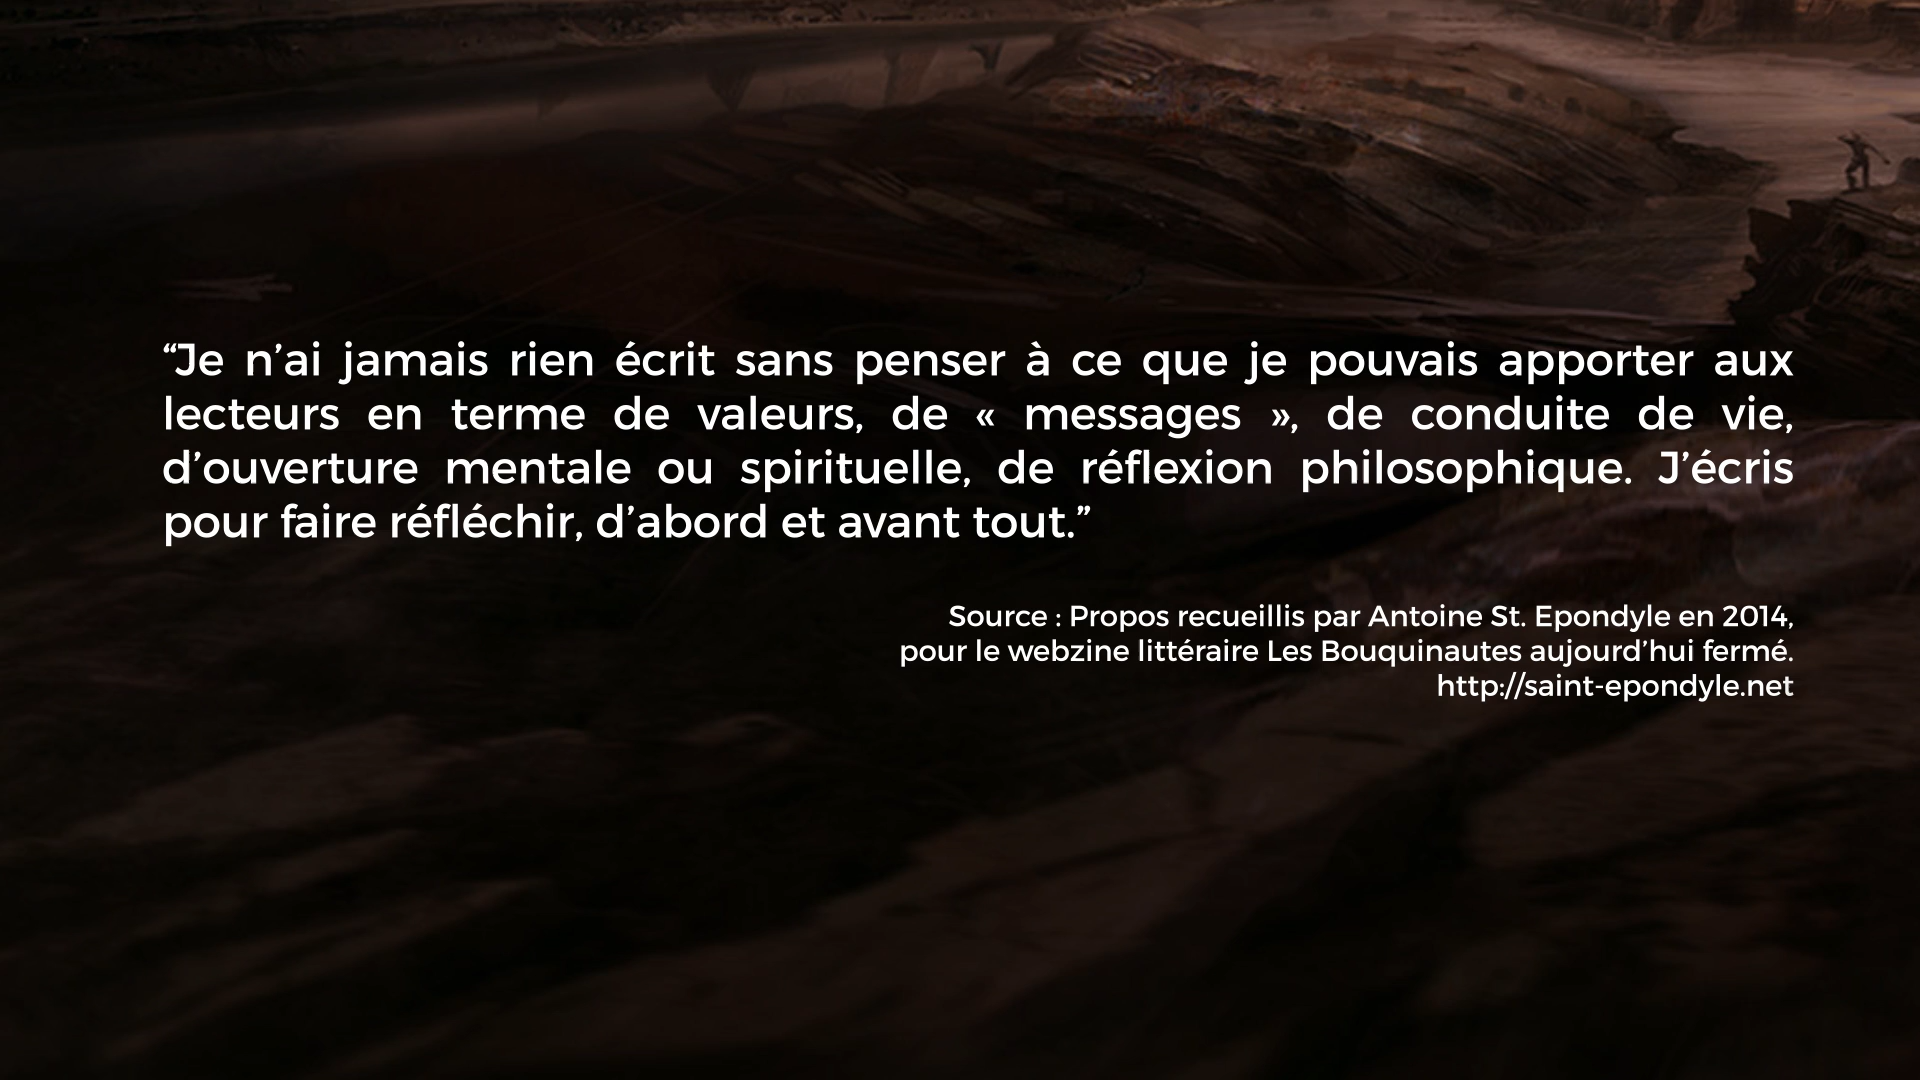 “Je n’ai jamais rien écrit sans penser à ce que je pouvais apporter aux
lecteurs en terme de valeurs, de « messages », de conduite de vie,
d’ouverture mentale ou spirituelle, de réflexion philosophique. J’écris
pour faire réfléchir, d’abord et avant tout.”
Source : Propos recueillis par Antoine St. Epondyle en 2014,
pour le webzine littéraire Les Bouquinautes aujourd’hui fermé.
http://saint-epondyle.net